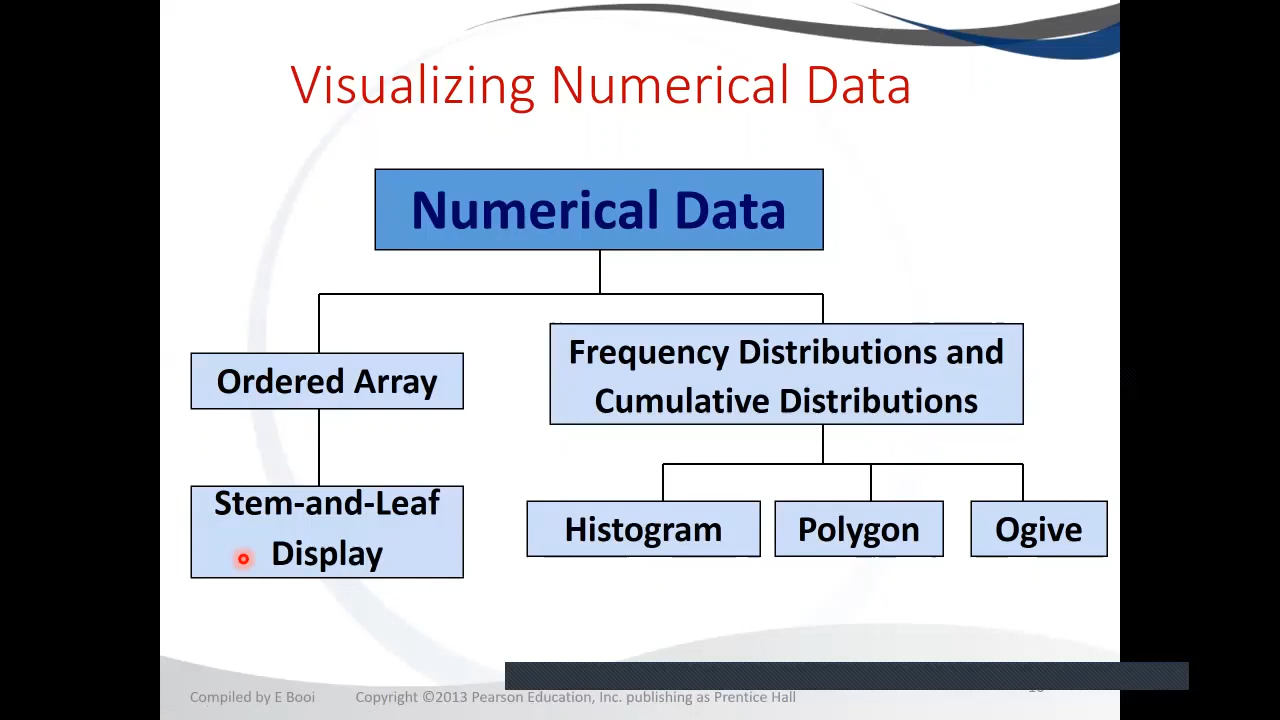 Visualizing Numerical Data
Numerical Data
Ordered Array
Frequency Distributions and
Cumulative Distributions
Stem-and-Leaf
Display
Histogram
Polygon
Ogive
Compiled by E Booi
Copyright ©2013 Pearson Education, Inc. publishing as Prentice Hall